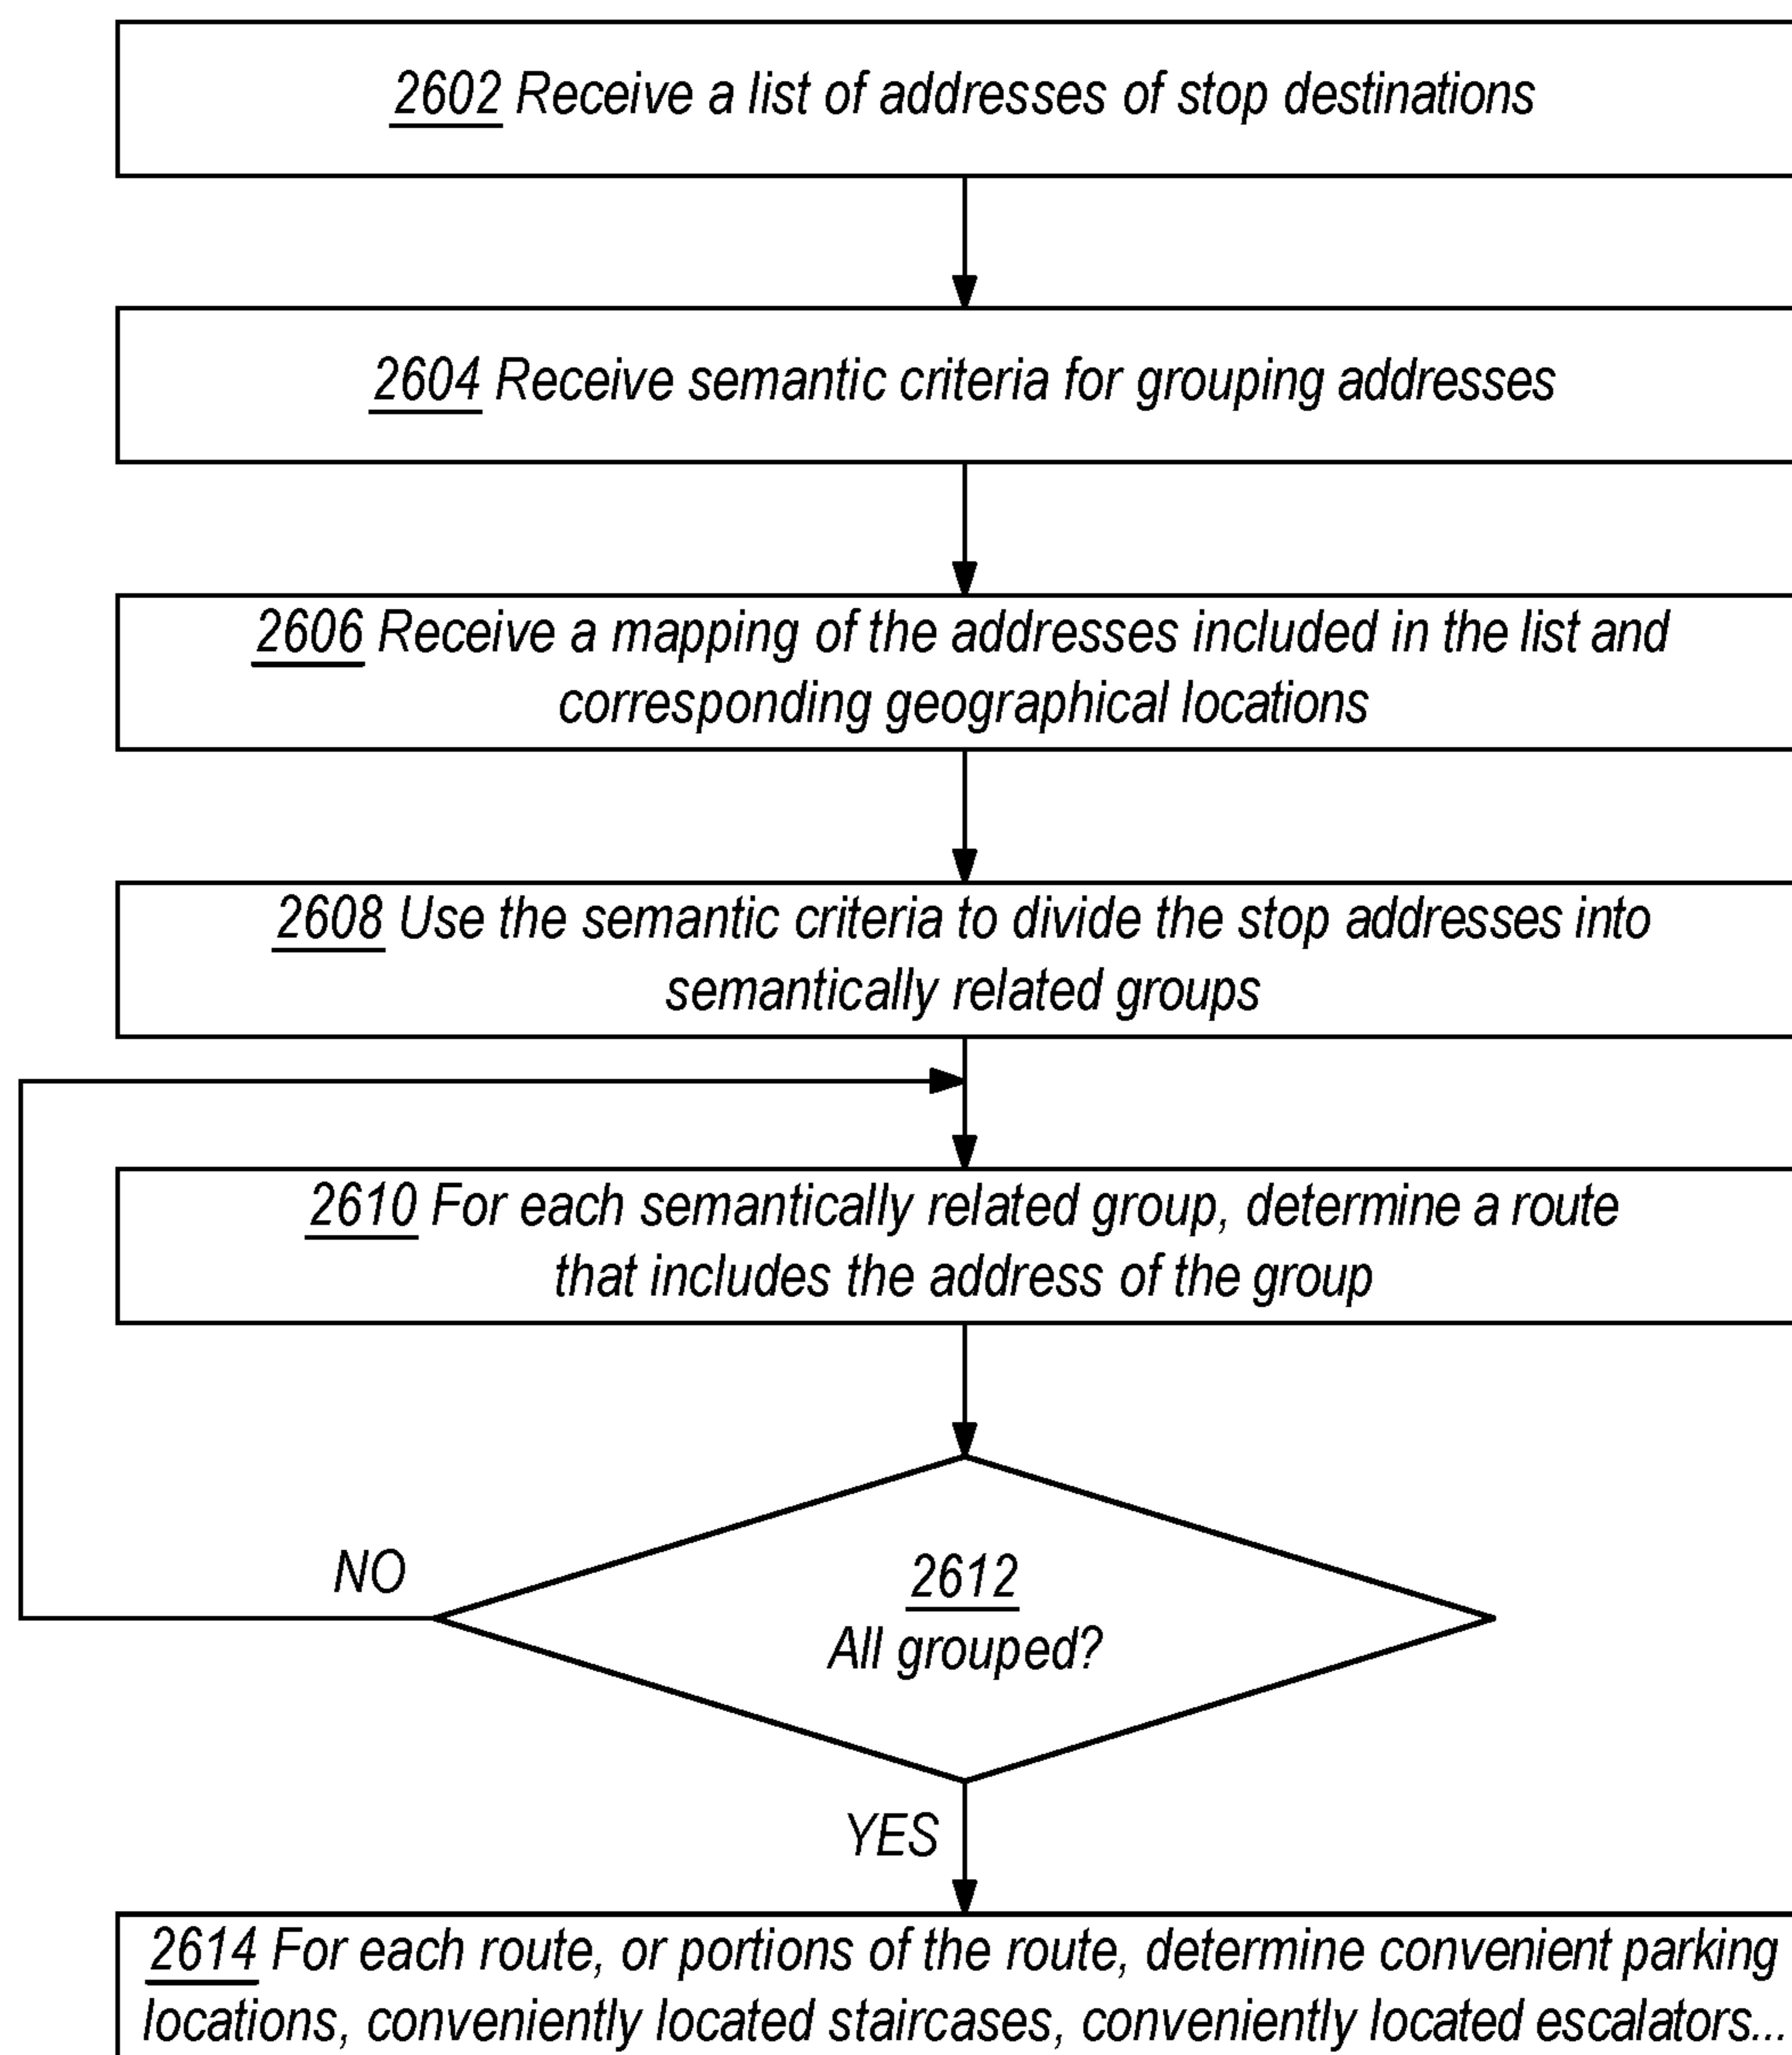 2602 Receive a list of addresses of stop destinations
2604 Receive semantic criteria for grouping addresses
2606 Receive a mapping of the addresses included in the list and
corresponding geographical locations
2608 Use the semantic criteria to divide the stop addresses into
semantically related groups
2610 For each semantically related group, determine a route
that includes the address of the group
NO
2612
All grouped?
YES
2614 For each route, or portions of the route, determine convenient parking
locations, conveniently located staircases, conveniently located escalators...